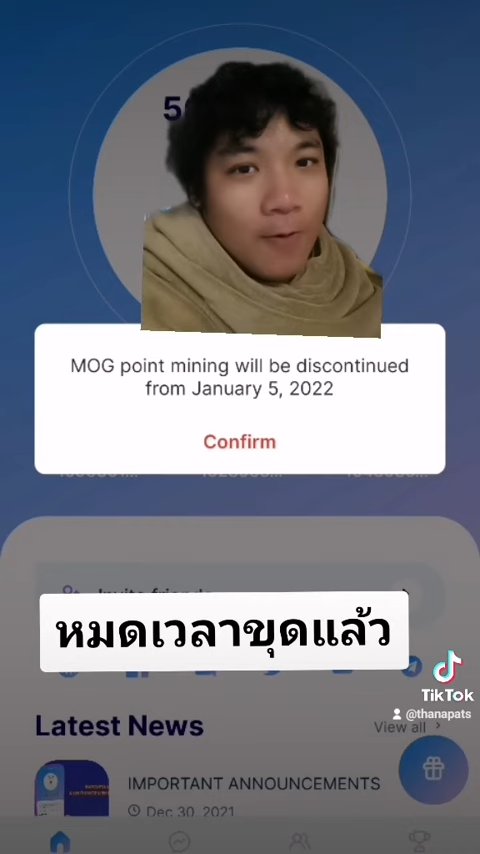 MOG point mining will be discontinued
from January 5, 2022
Confirm
หมดเวลาขุดแล้ว
TikTok
@thanapats
Latest News
View all
IMPORTANT ANNOUNCEMENTS
Dec 30, 2021